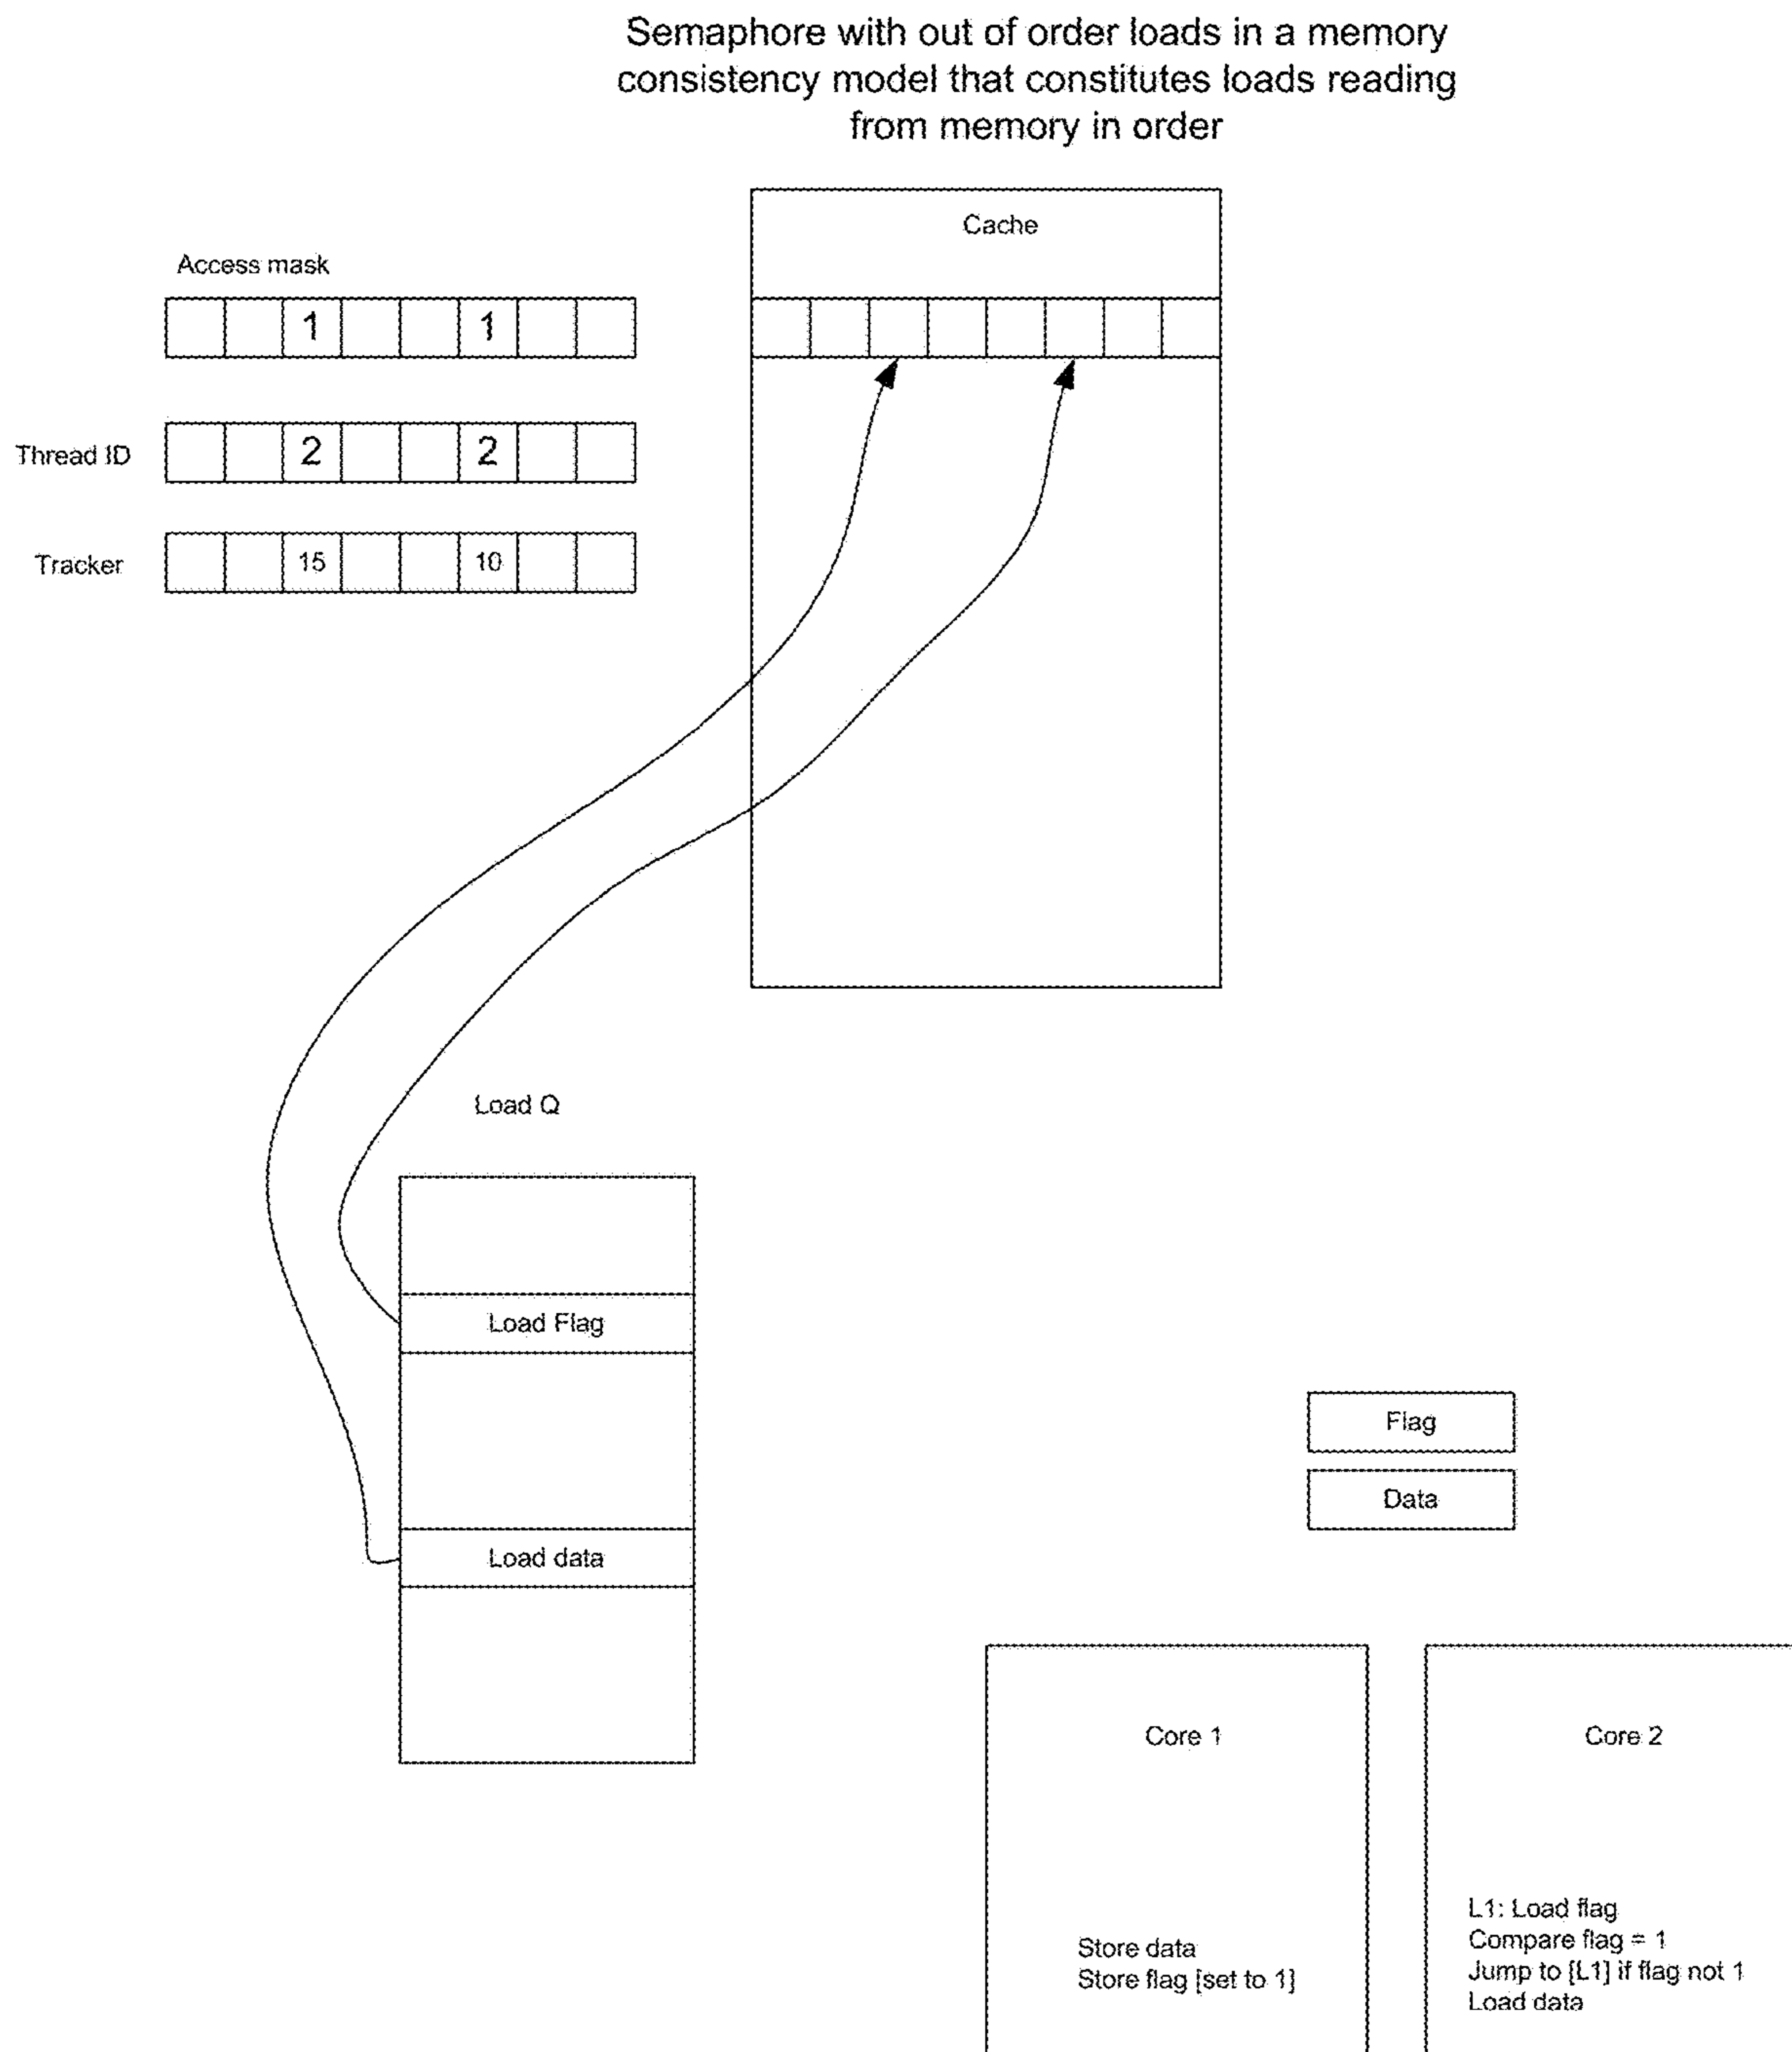 Semaphore with out of order loads in a memory
consistency model that constitutes loads reading
from memory in order
Cache
Access mask
1 1
Thread ID 2 2
Tracker 15 10
Load Q
Load Flag
Load data
Flag
Data
Core 1
Store data
Store flag [set to 1]
Core 2
L1: Load flag
Compare flag = 1
Jump to [L1] if flag not 1
Load data